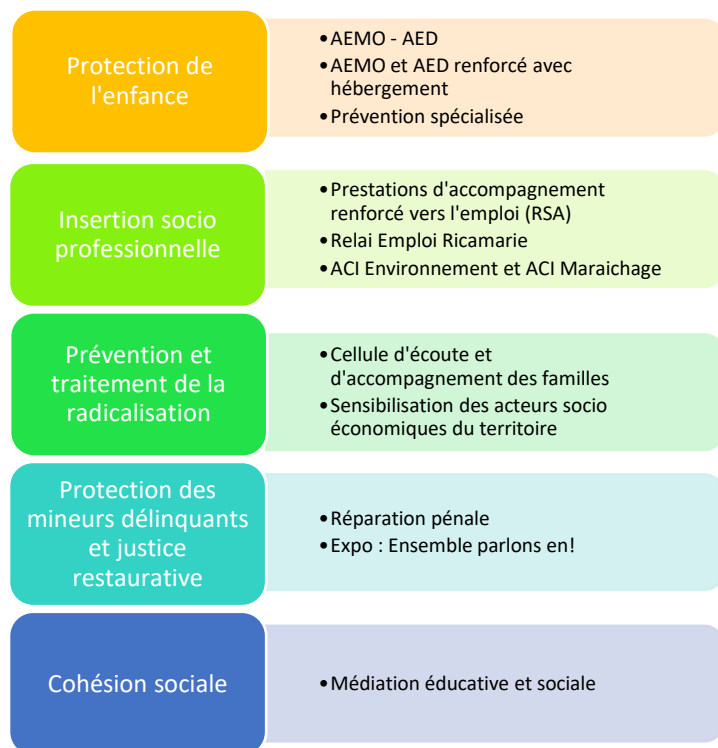 Protection de
l'enfance
•AEMO - AED
•AEMO et AED renforcé avec
hébergement
•Prévention spécialisée
Insertion socio
professionnelle
•Prestations d'accompagnement
renforcé vers l'emploi (RSA)
•Relai Emploi Ricamarie
•ACI Environnement et ACI Maraichage
Prévention et
traitement de la
radicalisation
•Cellule d'écoute et
d'accompagnement des familles
•Sensibilisation des acteurs socio
économiques du territoire
Protection des
mineurs délinquants
et justice
restaurative
•Réparation pénale
•Expo : Ensemble parlons en!
Cohésion sociale
•Médiation éducative et sociale